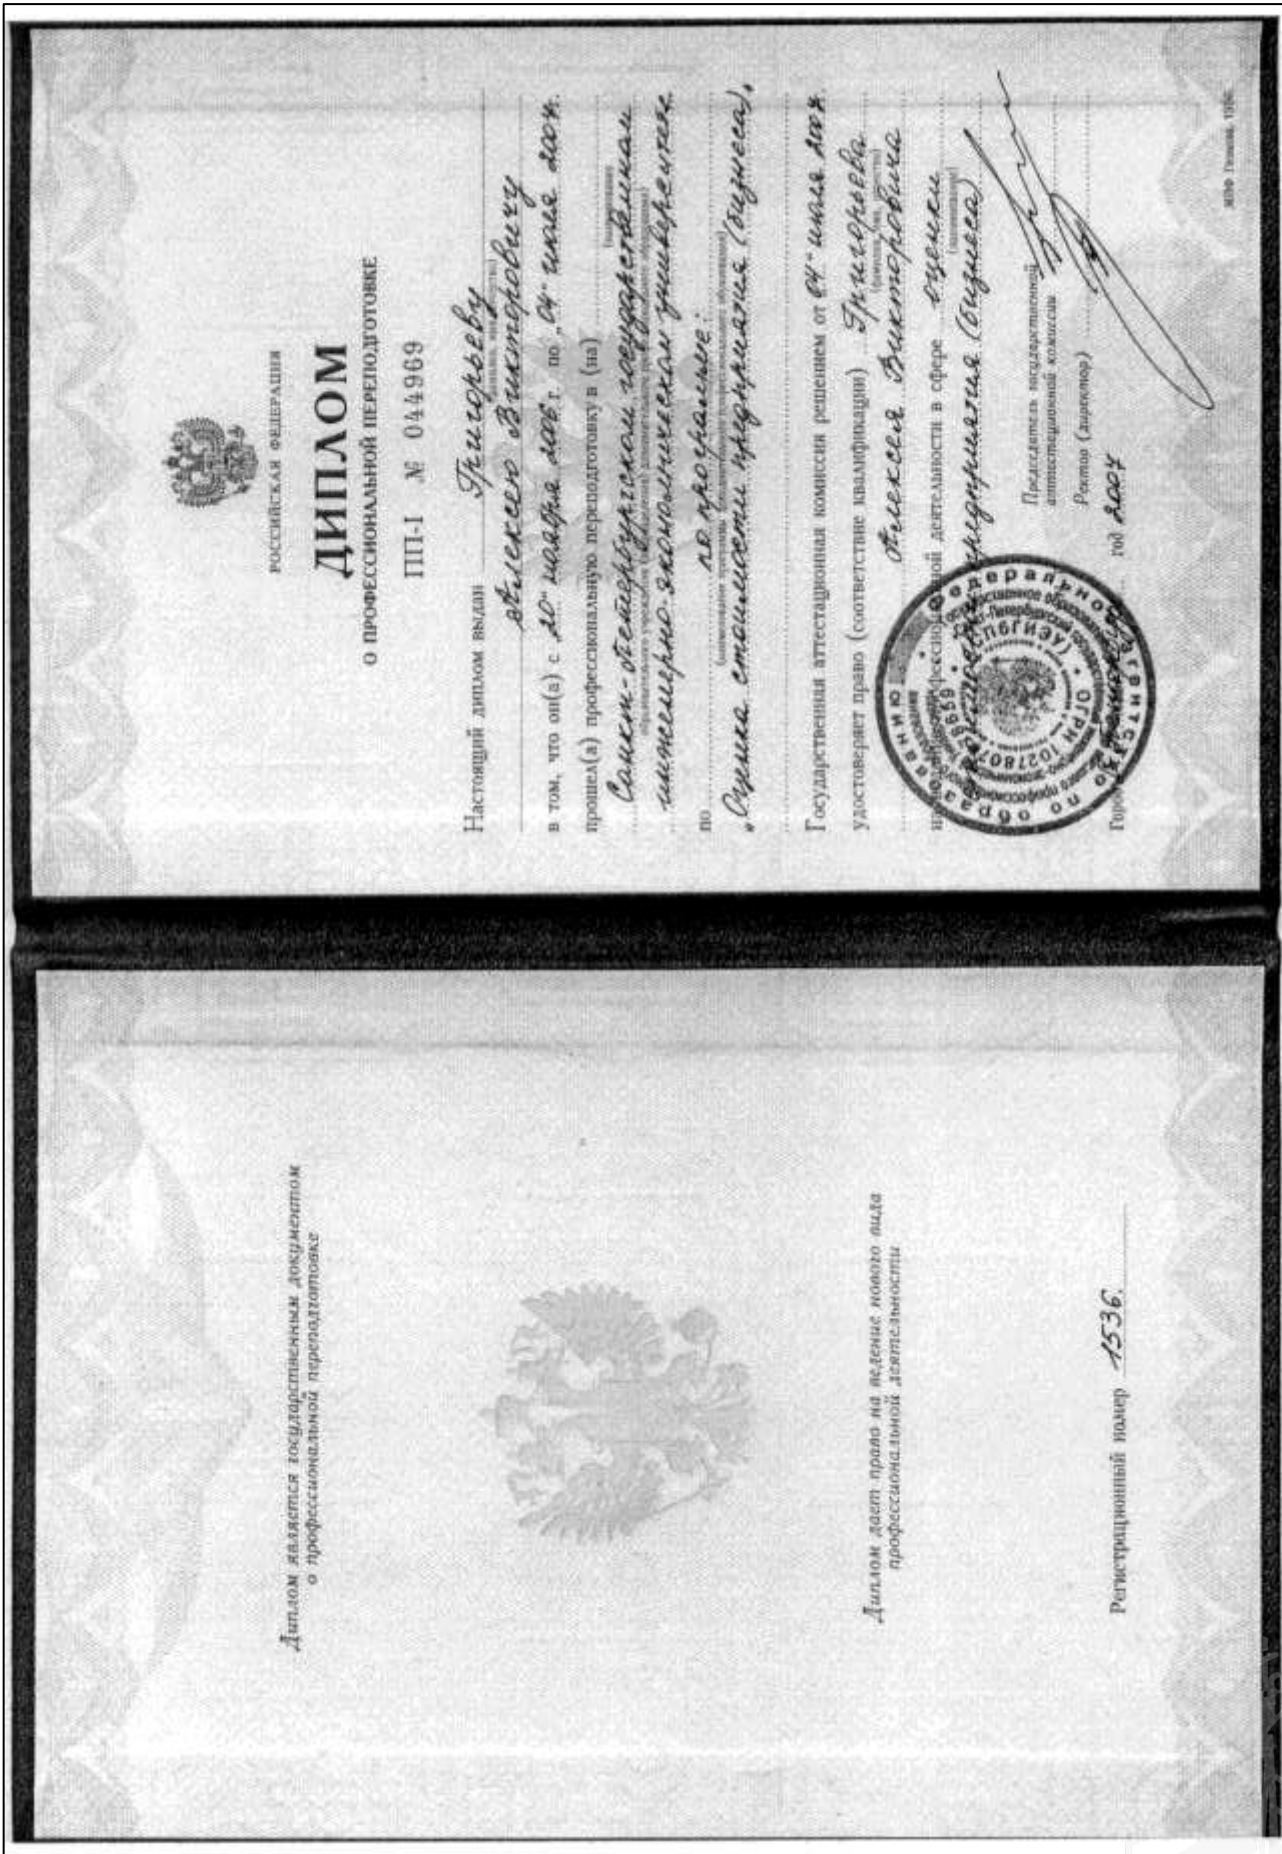 Диплом является государственным документом
о профессиональной переподготовке
Диплом дает право на ведение нового вида
профессиональной деятельности
Регистрационный номер 1536.
РОССИЙСКАЯ ФЕДЕРАЦИЯ
ДИПЛОМ
О ПРОФЕССИОНАЛЬНОЙ ПЕРЕПОДГОТОВКЕ
ПП-I № 044969
Настоящий диплом выдан Григорьеву
Алексею Викторовичу
в том, что он(а) с „20" ноября 2006 г. по „04" июля 2007г.
прошел(а) профессиональную переподготовку в (на)
Санкт-Петербургском государственном
инженерно-экономическом университете
по по программе:
„Оценка стоимости предприятия (бизнеса)"
Государственная аттестационная комиссия решением от „04" июля 2007г.
удостоверяет право (соответствие квалификации) Григорьева
Алексея Викторовича
на профессиональной деятельности в сфере оценки
предприятия (бизнеса)
Председатель государственной
аттестационной комиссии
Ректор (директор)
Город год 2007